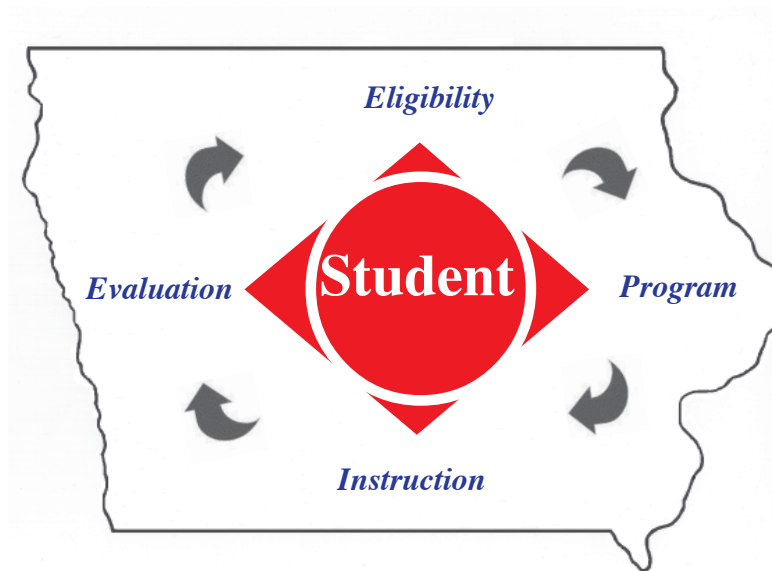 Eligibility
Evaluation
Student
Program
Instruction